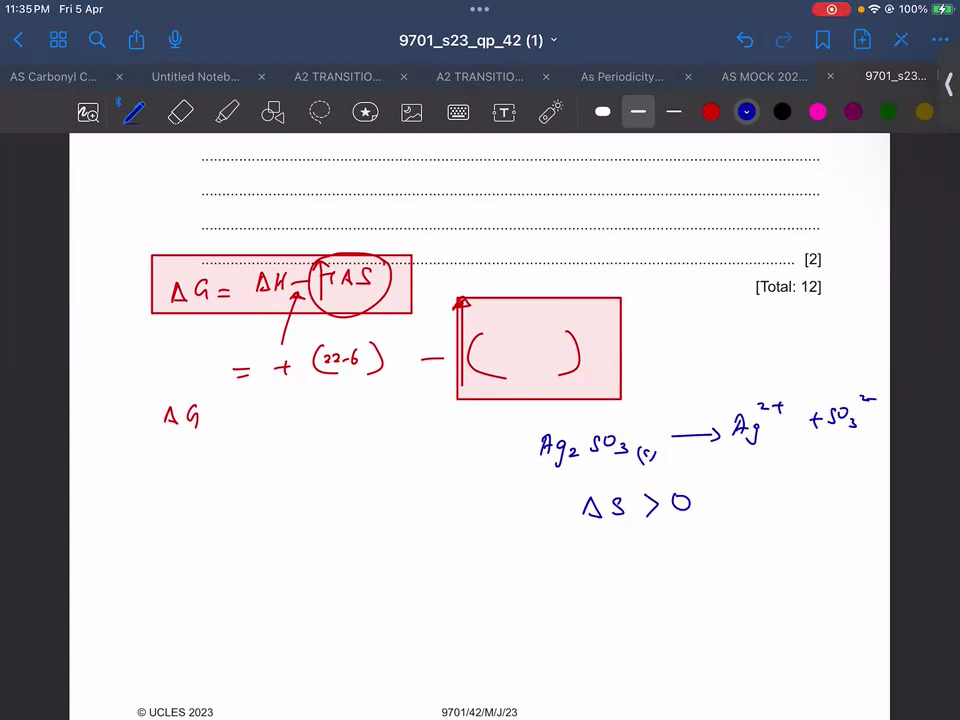 11:35 PM Fri 5 Apr
100%
9701_s23_qp_42 (1)
AS Carbonyl C...
Untitled Noteb...
A2 TRANSITIO...
A2 TRANSITIO...
As Periodicity...
AS MOCK 202...
9701_s23...
[2]
[Total: 12]
ΔG = ΔH - TΔS
= + (22.6) - ( )
ΔG
Ag₂SO₃(s) → Ag²⁺ + SO₃²⁻
ΔS > 0
© UCLES 2023
9701/42/M/J/23